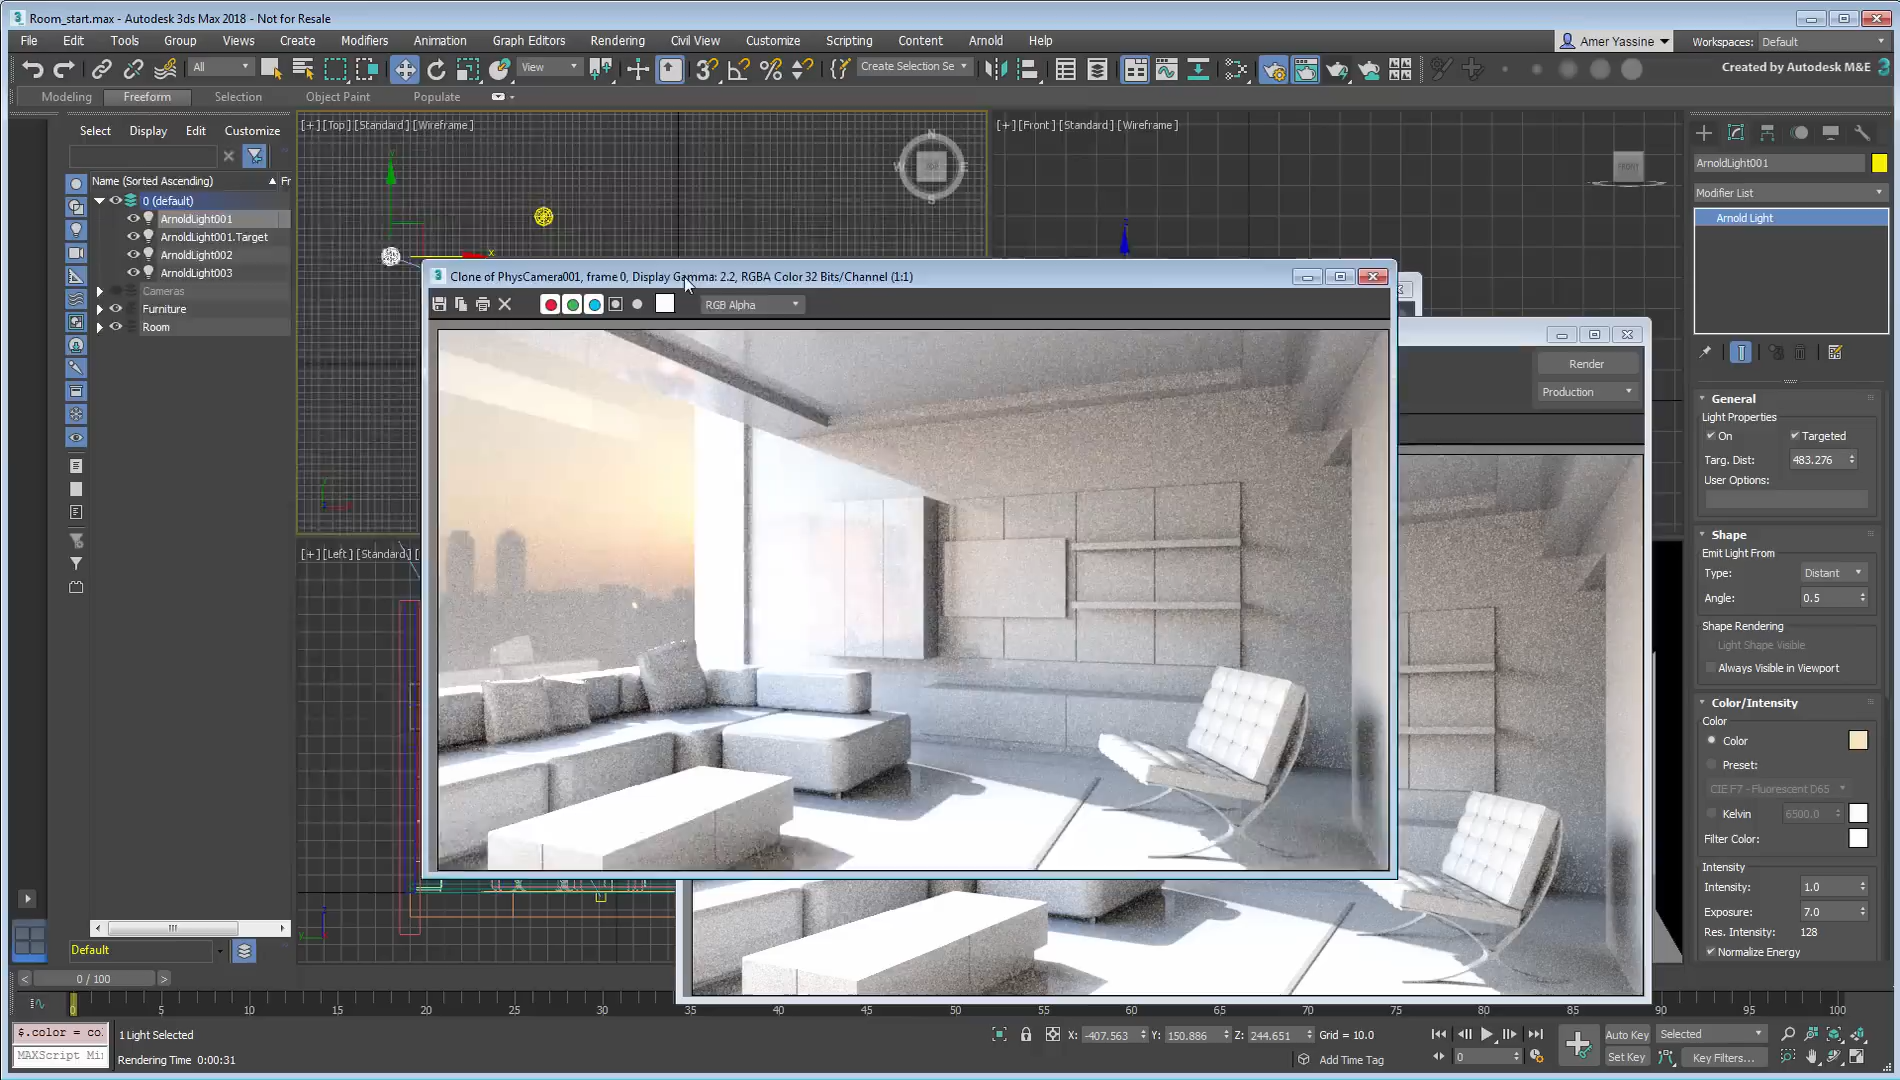 Room_start.max - Autodesk 3ds Max 2018 - Not for Resale
File Edit Tools Group Views Create Modifiers Animation Graph Editors Rendering Civil View Customize Scripting Content Arnold Help
Amer Yassine
Workspaces: Default
All
View
Create Selection Se
Created by Autodesk M&E
Modeling Freeform Selection Object Paint Populate
Select Display Edit Customize
Name (Sorted Ascending) Fr
0 (default)
ArnoldLight001
ArnoldLight001.Target
ArnoldLight002
ArnoldLight003
Cameras
Furniture
Room
[+] [Top] [Standard] [Wireframe]
[+] [Front] [Standard] [Wireframe]
N
W
E
S
FRONT
y
x
[+] [Left] [Standard] [
Clone of PhysCamera001, frame 0, Display Gamma: 2.2, RGBA Color 32 Bits/Channel (1:1)
RGB Alpha
Render
Production
ArnoldLight001
Modifier List
Arnold Light
General
Light Properties
On Targeted
Targ. Dist: 483.276
User Options:
Shape
Emit Light From
Type: Distant
Angle: 0.5
Shape Rendering
Light Shape Visible
Always Visible in Viewport
Color/Intensity
Color
Color
Preset:
CIE F7 - Fluorescent D65
Kelvin 6500.0
Filter Color:
Intensity
Intensity: 1.0
Exposure: 7.0
Res. Intensity: 128
Normalize Energy
Default
< 0 / 100 >
0 5 10 15 20 25 30 35 40 45 50 55 60 65 70 75 80 85 90 95 100
$.color = co
MAXScript Mi
1 Light Selected
Rendering Time 0:00:31
X: -407.563 Y: 150.886 Z: 244.651 Grid = 10.0
Add Time Tag
0
Auto Key Selected
Set Key Key Filters...